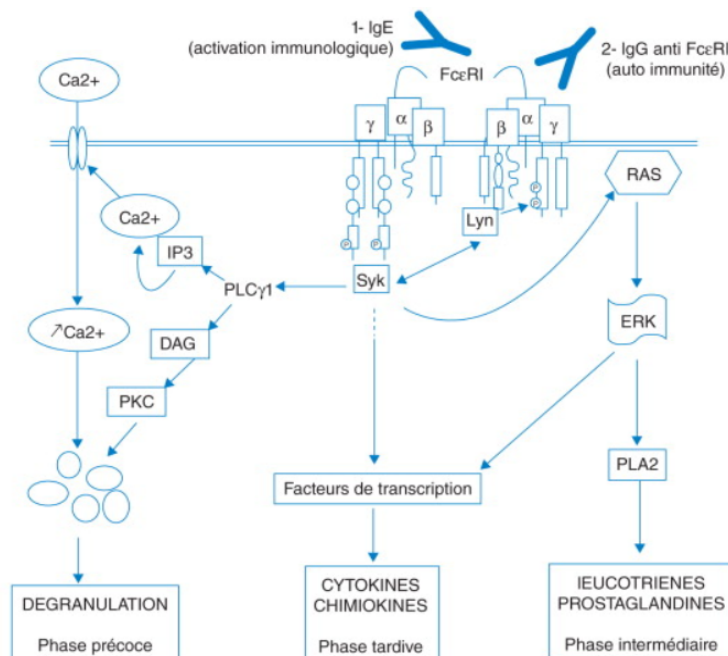 1- IgE
(activation immunologique)
2- IgG anti FcεRI
(auto immunité)
FcεRI
Ca2+
γ
α
β
β
α
γ
RAS
Ca2+
IP3
Lyn
P
P
P
P
Syk
PLCγ1
↗Ca2+
DAG
ERK
PKC
Facteurs de transcription
PLA2
DEGRANULATION
Phase précoce
CYTOKINES
CHIMIOKINES
Phase tardive
lEUCOTRIENES
PROSTAGLANDINES
Phase intermédiaire